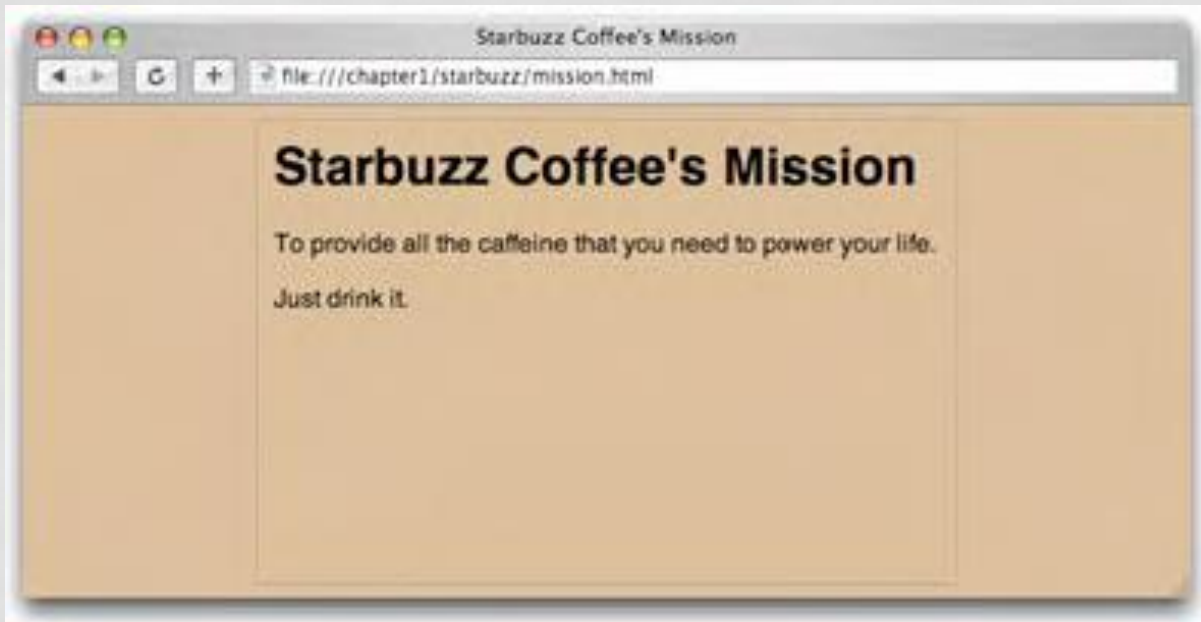 Starbuzz Coffee's Mission
file:///chapter1/starbuzz/mission.html
Starbuzz Coffee's Mission
To provide all the caffeine that you need to power your life.
Just drink it.